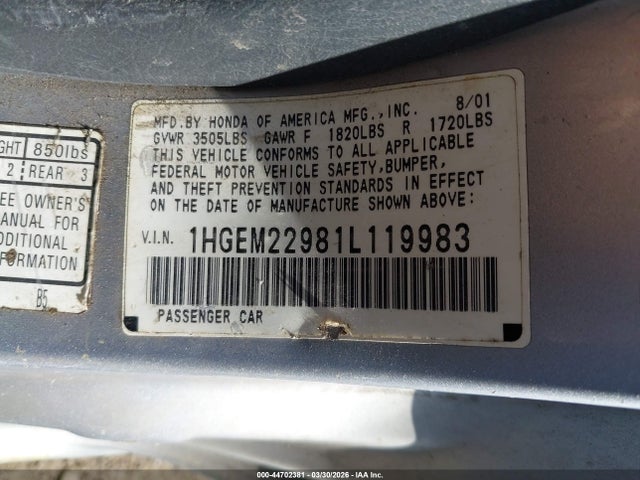 MFD.BY HONDA OF AMERICA MFG.,INC. 8/01
GVWR 3505LBS GAWR F 1820LBS R 1720LBS
THIS VEHICLE CONFORMS TO ALL APPLICABLE
FEDERAL MOTOR VEHICLE SAFETY,BUMPER,
AND THEFT PREVENTION STANDARDS IN EFFECT
ON THE DATE OF MANUFACTURE SHOWN ABOVE:
V.I.N. 1HGEM22981L119983
PASSENGER CAR
GHT 850lbs
2 REAR 3
EE OWNER'S
MANUAL FOR
ADDITIONAL
INFORMATION
B5
000-44702381 - 03/30/2026 - IAA Inc.